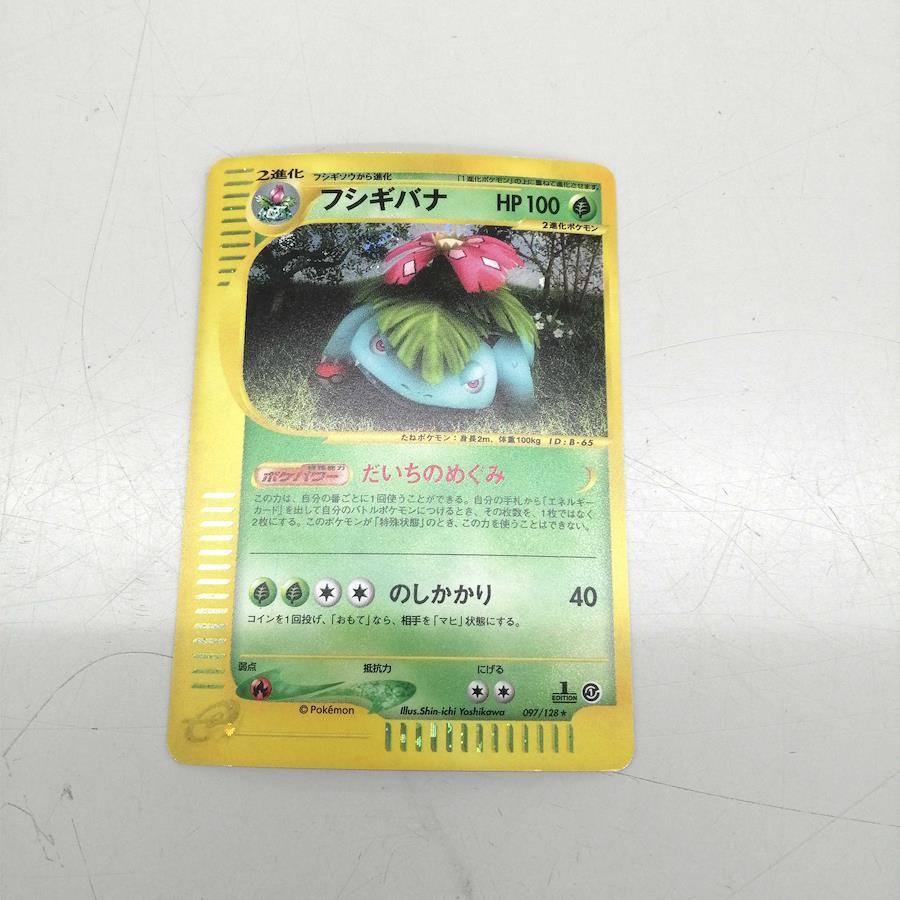 2進化 フシギソウから進化 「1進化ポケモン」の上に重ねて進化させます。
フシギバナ HP100
2進化ポケモン
たねポケモン：身長2m、体重100kg ID:B-65
特殊能力
ポケパワー だいちのめぐみ
この力は、自分の番ごとに1回使うことができる。自分の手札から「エネルギー
カード」を出して自分のバトルポケモンにつけるとき、その枚数を、1枚ではなく
2枚にする。このポケモンが「特殊状態」のとき、この力を使うことはできない。
のしかかり 40
コインを1回投げ、「おもて」なら、相手を「マヒ」状態にする。
弱点 抵抗力 にげる
1 EDITION
©Pokémon Illus.Shin-ichi Yoshikawa 097/128★